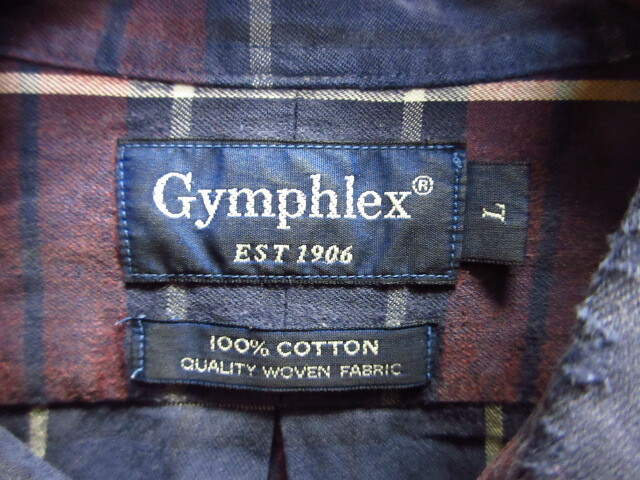 Gymphlex®
EST 1906
L
100% COTTON
QUALITY WOVEN FABRIC